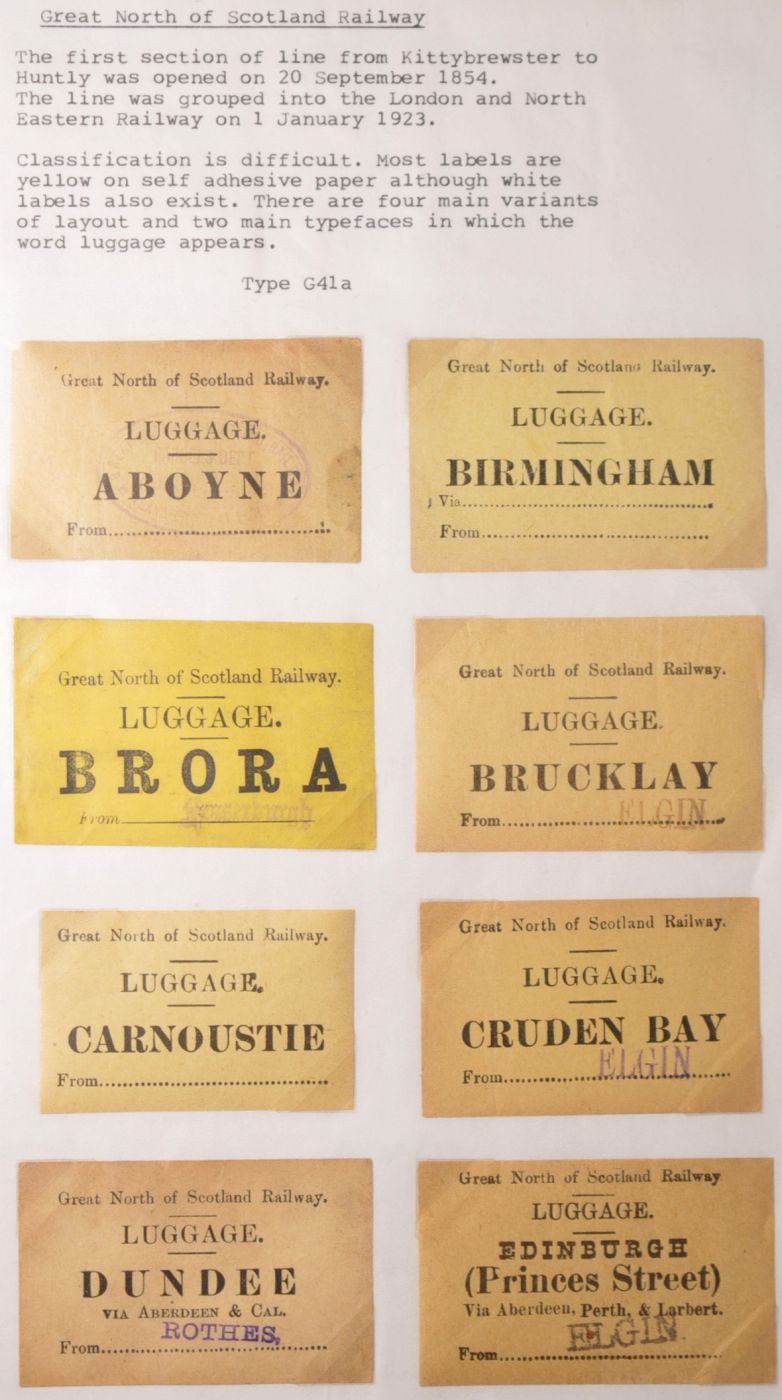 Great North of Scotland Railway
The first section of line from Kittybrewster to
Huntly was opened on 20 September 1854.
The line was grouped into the London and North
Eastern Railway on 1 January 1923.
Classification is difficult. Most labels are
yellow on self adhesive paper although white
labels also exist. There are four main variants
of layout and two main typefaces in which the
word luggage appears.
Type G41a
Great North of Scotland Railway.
LUGGAGE.
ABOYNE
From
Great North of Scotland Railway.
LUGGAGE.
BIRMINGHAM
Via
From
Great North of Scotland Railway.
LUGGAGE.
BRORA
From
Great North of Scotland Railway.
LUGGAGE.
BRUCKLAY
From ELGIN
Great North of Scotland Railway.
LUGGAGE.
CARNOUSTIE
From
Great North of Scotland Railway.
LUGGAGE.
CRUDEN BAY
From ELGIN
Great North of Scotland Railway.
LUGGAGE.
DUNDEE
VIA ABERDEEN & CAL.
From ROTHES,
Great North of Scotland Railway
LUGGAGE.
EDINBURGH
(Princes Street)
Via Aberdeen, Perth, & Larbert.
From ELGIN.